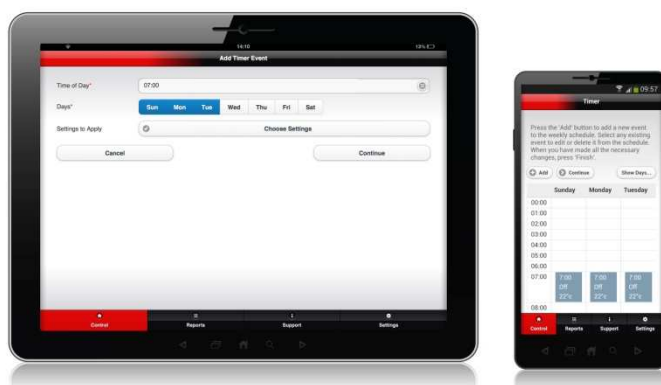 14:10
Add Timer Event
Time of Day*
07:00
Days*
Sun Mon Tue Wed Thu Fri Sat
Settings to Apply
Choose Settings
Cancel
Continue
Control Reports Support Settings
09:57
Timer
Press the 'Add' button to add a new event
to the weekly schedule. Select any existing
event to edit or delete it from the schedule.
When you have made all the necessary
changes, press 'Finish'.
Add Continue Show Days...
Sunday Monday Tuesday
00:00
01:00
02:00
03:00
04:00
05:00
06:00
07:00 7:00 7:00 7:00
Off Off Off
22°c 22°c 22°c
08:00
Control Reports Support Settings